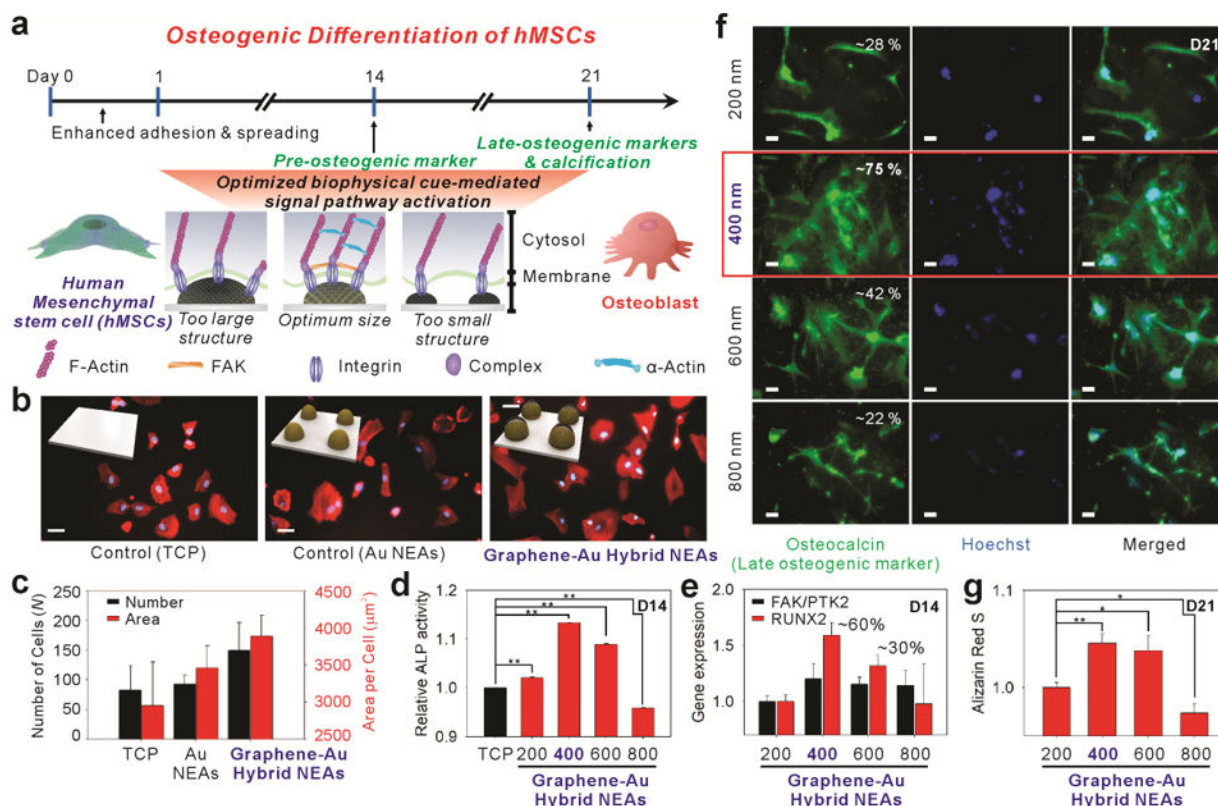 a
Osteogenic Differentiation of hMSCs
Day 0
1
14
21
Enhanced adhesion & spreading
Pre-osteogenic marker
Late-osteogenic markers
& calcification
Optimized biophysical cue-mediated
signal pathway activation
Cytosol
Membrane
Human
Mesenchymal
stem cell (hMSCs)
Too large
structure
Optimum size
Too small
structure
Osteoblast
F-Actin
FAK
Integrin
Complex
α-Actin
b
Control (TCP)
Control (Au NEAs)
Graphene-Au Hybrid NEAs
c
Number of Cells (N)
250
200
150
100
50
0
Number
Area
4500
4000
3500
3000
2500
Area per Cell (μm²)
TCP
Au
NEAs
Graphene-Au
Hybrid NEAs
d
Relative ALP activity
1.2
1.1
1.0
0.9
D14
**
**
**
**
TCP
200
400
600
800
Graphene-Au
Hybrid NEAs
e
Gene expression
2.0
1.5
1.0
FAK/PTK2
RUNX2
D14
~60%
~30%
200
400
600
800
Graphene-Au
Hybrid NEAs
f
200 nm
~28 %
D21
400 nm
~75 %
600 nm
~42 %
800 nm
~22 %
Osteocalcin
(Late osteogenic marker)
Hoechst
Merged
g
Alizarin Red S
1.1
1.0
D21
*
*
**
200
400
600
800
Graphene-Au
Hybrid NEAs